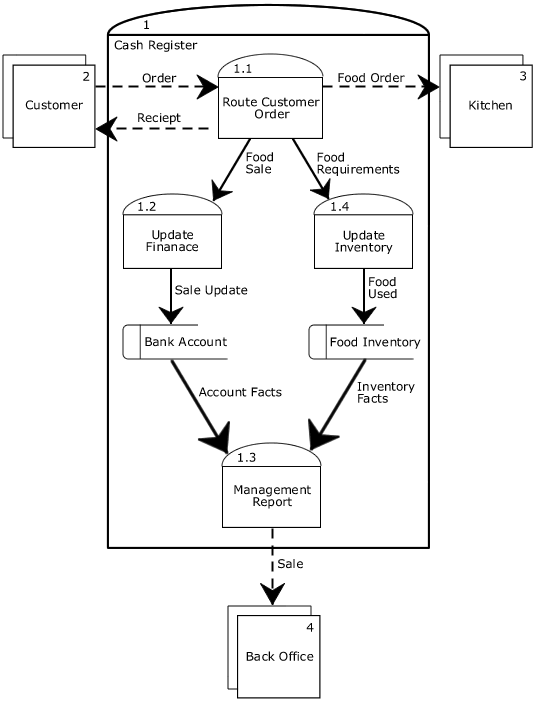 1
Cash Register
2
Customer
Order
Reciept
1.1
Route Customer
Order
Food Order
3
Kitchen
Food
Sale
Food
Requirements
1.2
Update
Finanace
1.4
Update
Inventory
Sale Update
Food
Used
Bank Account
Food Inventory
Account Facts
Inventory
Facts
1.3
Management
Report
Sale
4
Back Office